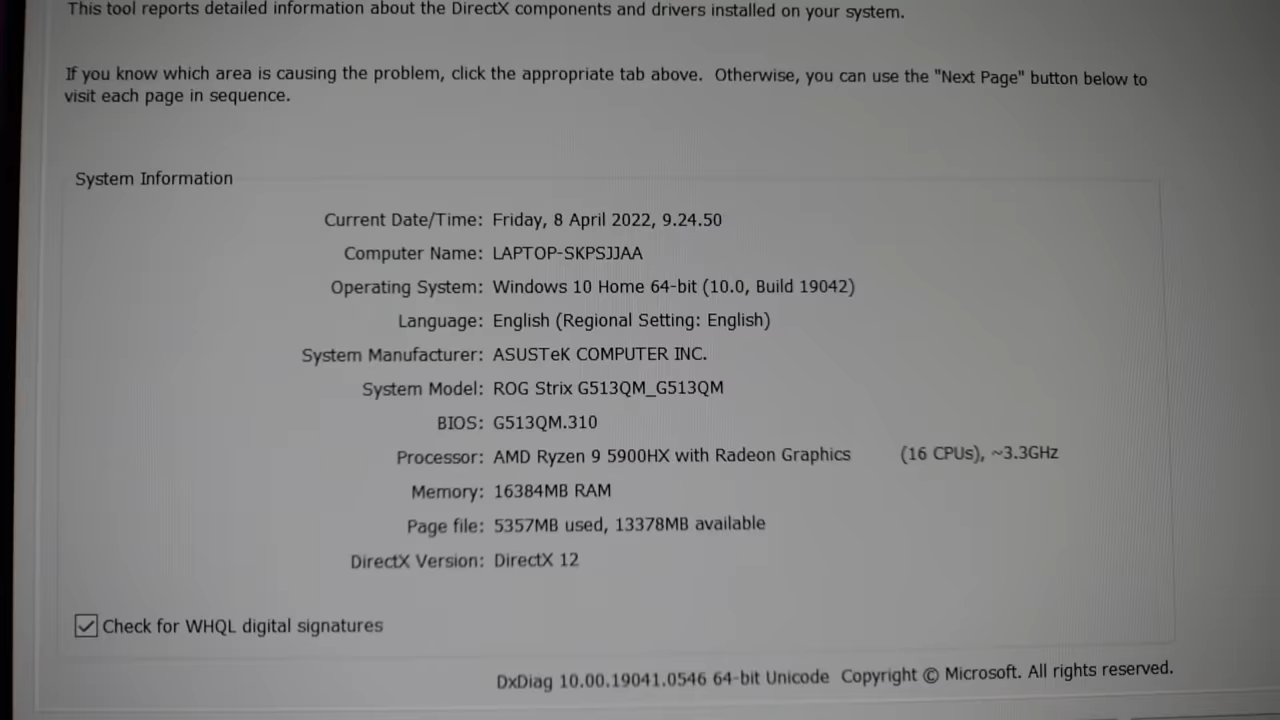 This tool reports detailed information about the DirectX components and drivers installed on your system.
If you know which area is causing the problem, click the appropriate tab above.  Otherwise, you can use the "Next Page" button below to
visit each page in sequence.
System Information
Current Date/Time: Friday, 8 April 2022, 9.24.50
Computer Name: LAPTOP-SKPSJJAA
Operating System: Windows 10 Home 64-bit (10.0, Build 19042)
Language: English (Regional Setting: English)
System Manufacturer: ASUSTeK COMPUTER INC.
System Model: ROG Strix G513QM_G513QM
BIOS: G513QM.310
Processor: AMD Ryzen 9 5900HX with Radeon Graphics (16 CPUs), ~3.3GHz
Memory: 16384MB RAM
Page file: 5357MB used, 13378MB available
DirectX Version: DirectX 12
Check for WHQL digital signatures
DxDiag 10.00.19041.0546 64-bit Unicode  Copyright © Microsoft. All rights reserved.